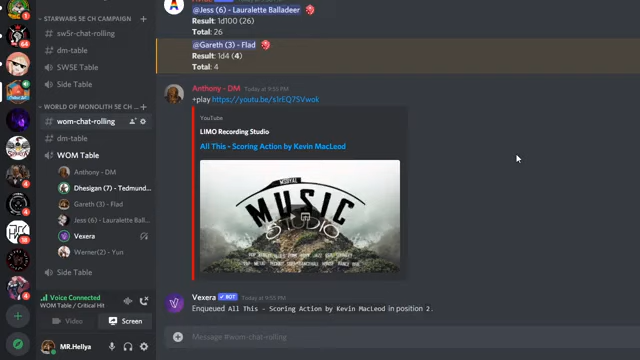 STARWARS 5E CH CAMPAIGN
sw5r-chat-rolling
dm-table
SW5E Table
Side Table
WORLD OF MONOLITH 5E CH
wom-chat-rolling
dm-table
WOM Table
Anthony - DM
Dhesigan (7) - Tedmund...
Gareth (3) - Flad
Jess (6) - Lauralette Ball...
Vexera
Werner(2) - Yun
Side Table
Voice Connected
WOM Table / Critical Hit
Video
Screen
MR.Hellya
@Jess (6) - Lauralette Balladeer
Result: 1d100 (26)
Total: 26
@Gareth (3) - Flad
Result: 1d4 (4)
Total: 4
Anthony - DM Today at 9:55 PM
YouTube
LIMO Recording Studio
All This - Scoring Action by Kevin MacLeod
MUSIC
STUDIO
Vexera BOT Today at 9:55 PM
Enqueued All This - Scoring Action by Kevin MacLeod in position 2.
Message #wom-chat-rolling